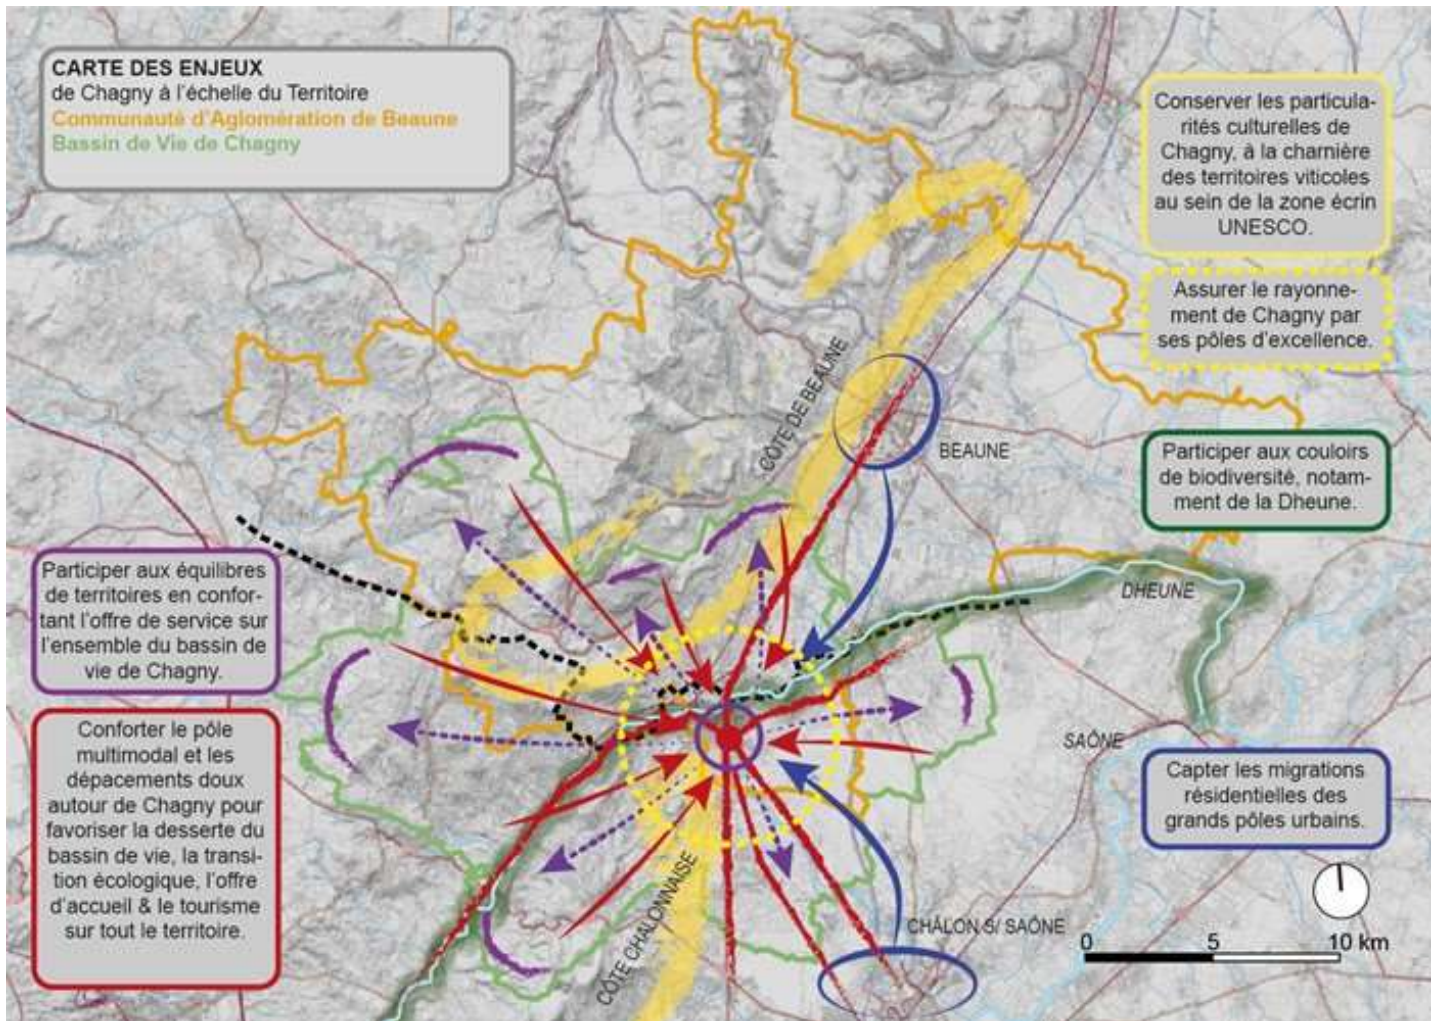 CARTE DES ENJEUX
de Chagny à l'échelle du Territoire
Communauté d'Aglomération de Beaune
Bassin de Vie de Chagny
Conserver les particula-
rités culturelles de
Chagny, à la charnière
des territoires viticoles
au sein de la zone écrin
UNESCO.
Assurer le rayonne-
ment de Chagny par
ses pôles d'excellence.
CÔTE DE BEAUNE
BEAUNE
Participer aux couloirs
de biodiversité, notam-
ment de la Dheune.
DHEUNE
Participer aux équilibres
de territoires en confor-
tant l'offre de service sur
l'ensemble du bassin de
vie de Chagny.
Conforter le pôle
multimodal et les
dépacements doux
autour de Chagny pour
favoriser la desserte du
bassin de vie, la transi-
tion écologique, l'offre
d'accueil & le tourisme
sur tout le territoire.
SAÔNE
Capter les migrations
résidentielles des
grands pôles urbains.
CÔTE CHALONNAISE
CHÂLON S/ SAÔNE
0 5 10 km